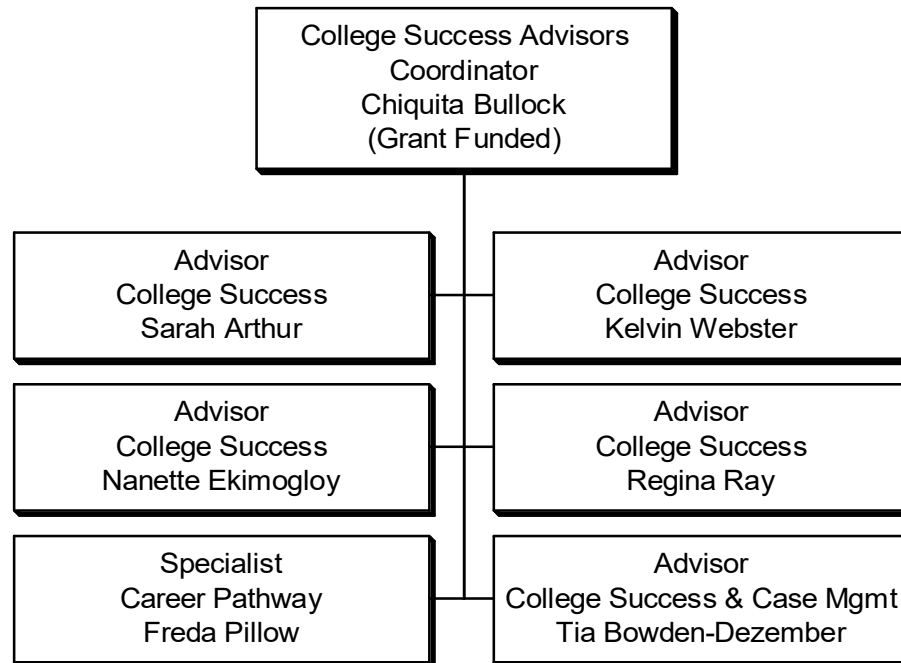 College Success Advisors
Coordinator
Chiquita Bullock
(Grant Funded)
Advisor
College Success
Sarah Arthur
Advisor
College Success
Kelvin Webster
Advisor
College Success
Nanette Ekimogloy
Advisor
College Success
Regina Ray
Specialist
Career Pathway
Freda Pillow
Advisor
College Success & Case Mgmt
Tia Bowden-Dezember